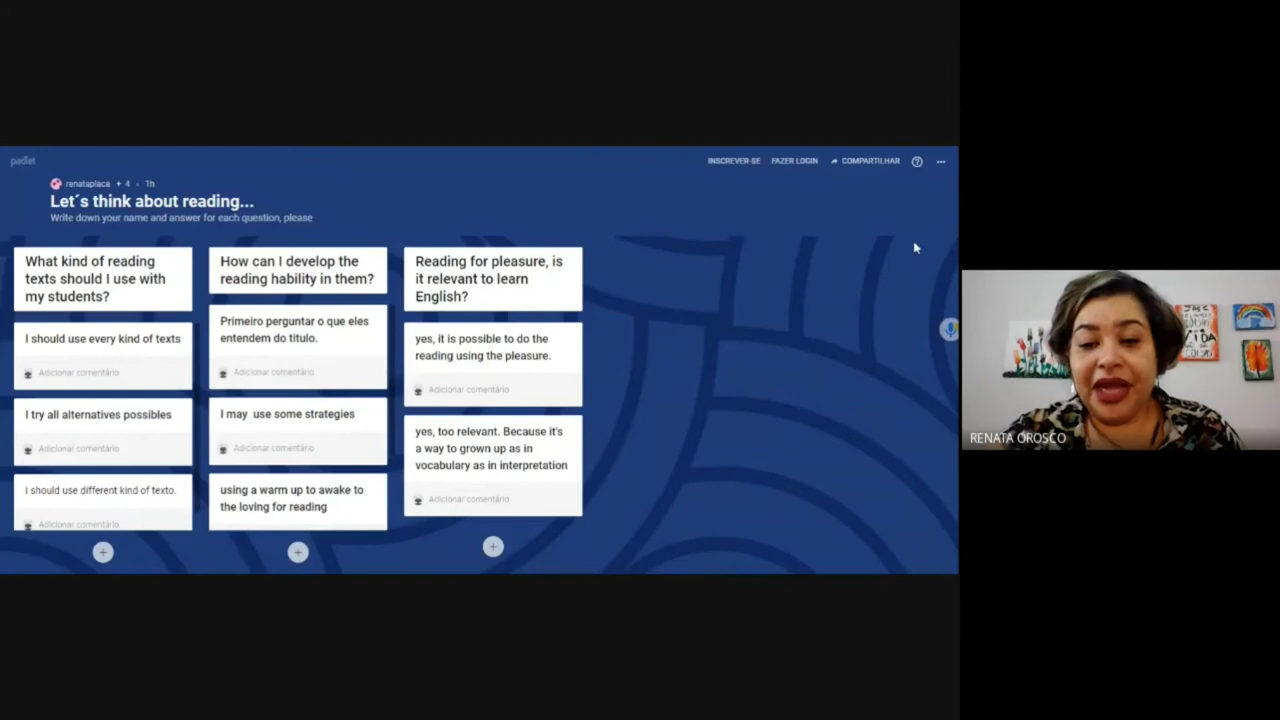 padlet
INSCREVER-SE FAZER LOGIN COMPARTILHAR
renataplaca + 4 • 1h
Let´s think about reading...
Write down your name and answer for each question, please
What kind of reading
texts should I use with
my students?
I should use every kind of texts
Adicionar comentário
I try all alternatives possibles
Adicionar comentário
I should use different kind of texto.
Adicionar comentário
How can I develop the
reading hability in them?
Primeiro perguntar o que eles
entendem do titulo.
Adicionar comentário
I may use some strategies
Adicionar comentário
using a warm up to awake to
the loving for reading
Reading for pleasure, is
it relevant to learn
English?
yes, it is possible to do the
reading using the pleasure.
Adicionar comentário
yes, too relevant. Because it's
a way to grown up as in
vocabulary as in interpretation
Adicionar comentário
VIDA
RENATA OROSCO